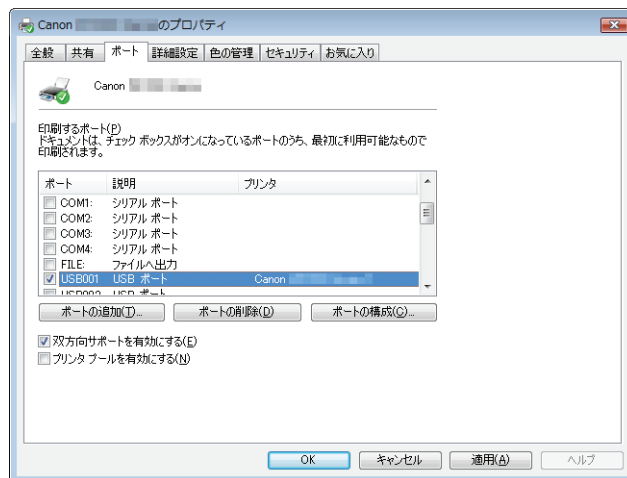 Canon のプロパティ
全般 共有 ポート 詳細設定 色の管理 セキュリティ お気に入り
Canon
印刷するポート(P)
ドキュメントは、チェック ボックスがオンになっているポートのうち、最初に利用可能なもので
印刷されます。
ポート 説明 プリンタ
COM1: シリアル ポート
COM2: シリアル ポート
COM3: シリアル ポート
COM4: シリアル ポート
FILE: ファイルへ出力
USB001 USB ポート Canon
USB002 USB ポート
ポートの追加(T)... ポートの削除(D) ポートの構成(C)...
双方向サポートを有効にする(E)
プリンタ プールを有効にする(N)
OK キャンセル 適用(A) ヘルプ